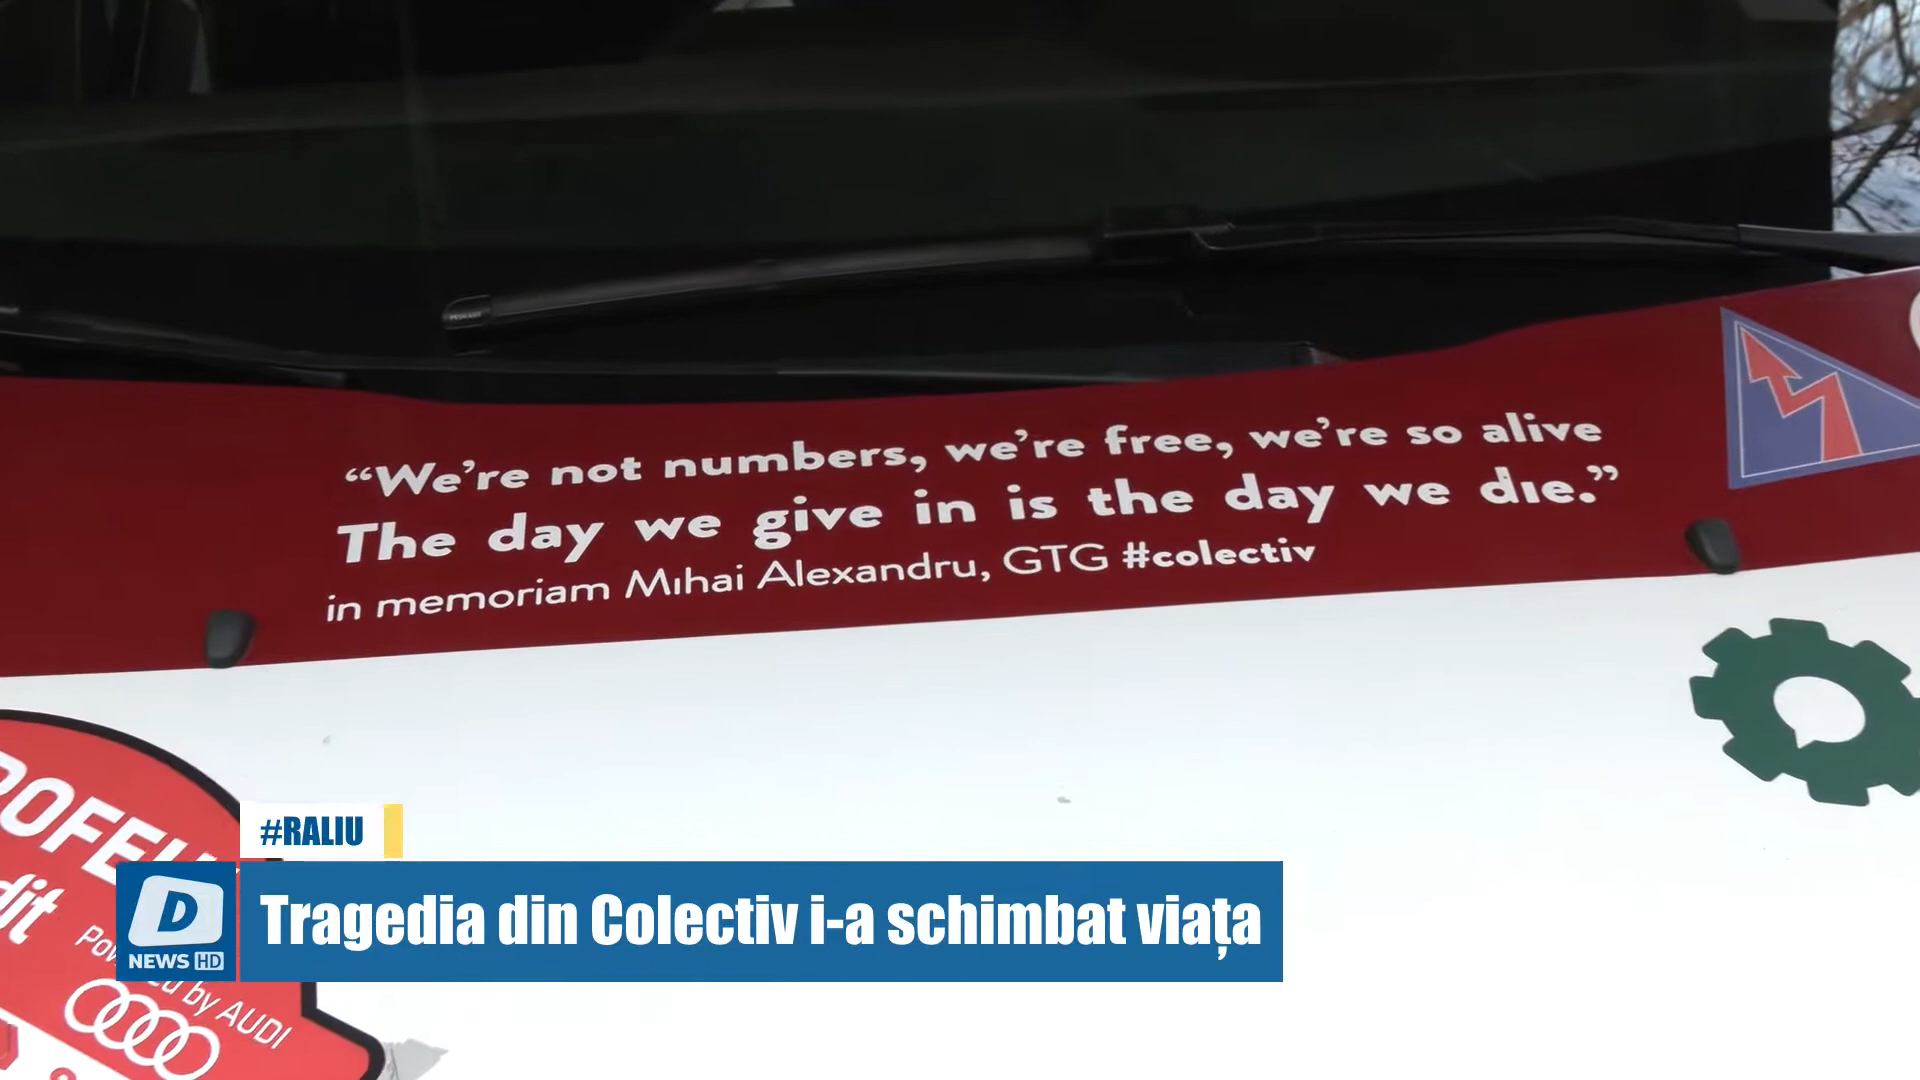 “We’re not numbers, we’re free, we’re so alive
The day we give in is the day we die.”
in memoriam Mihai Alexandru, GTG #colectiv
#RALIU
Tragedia din Colectiv i-a schimbat viața
D
NEWS HD
by AUDI